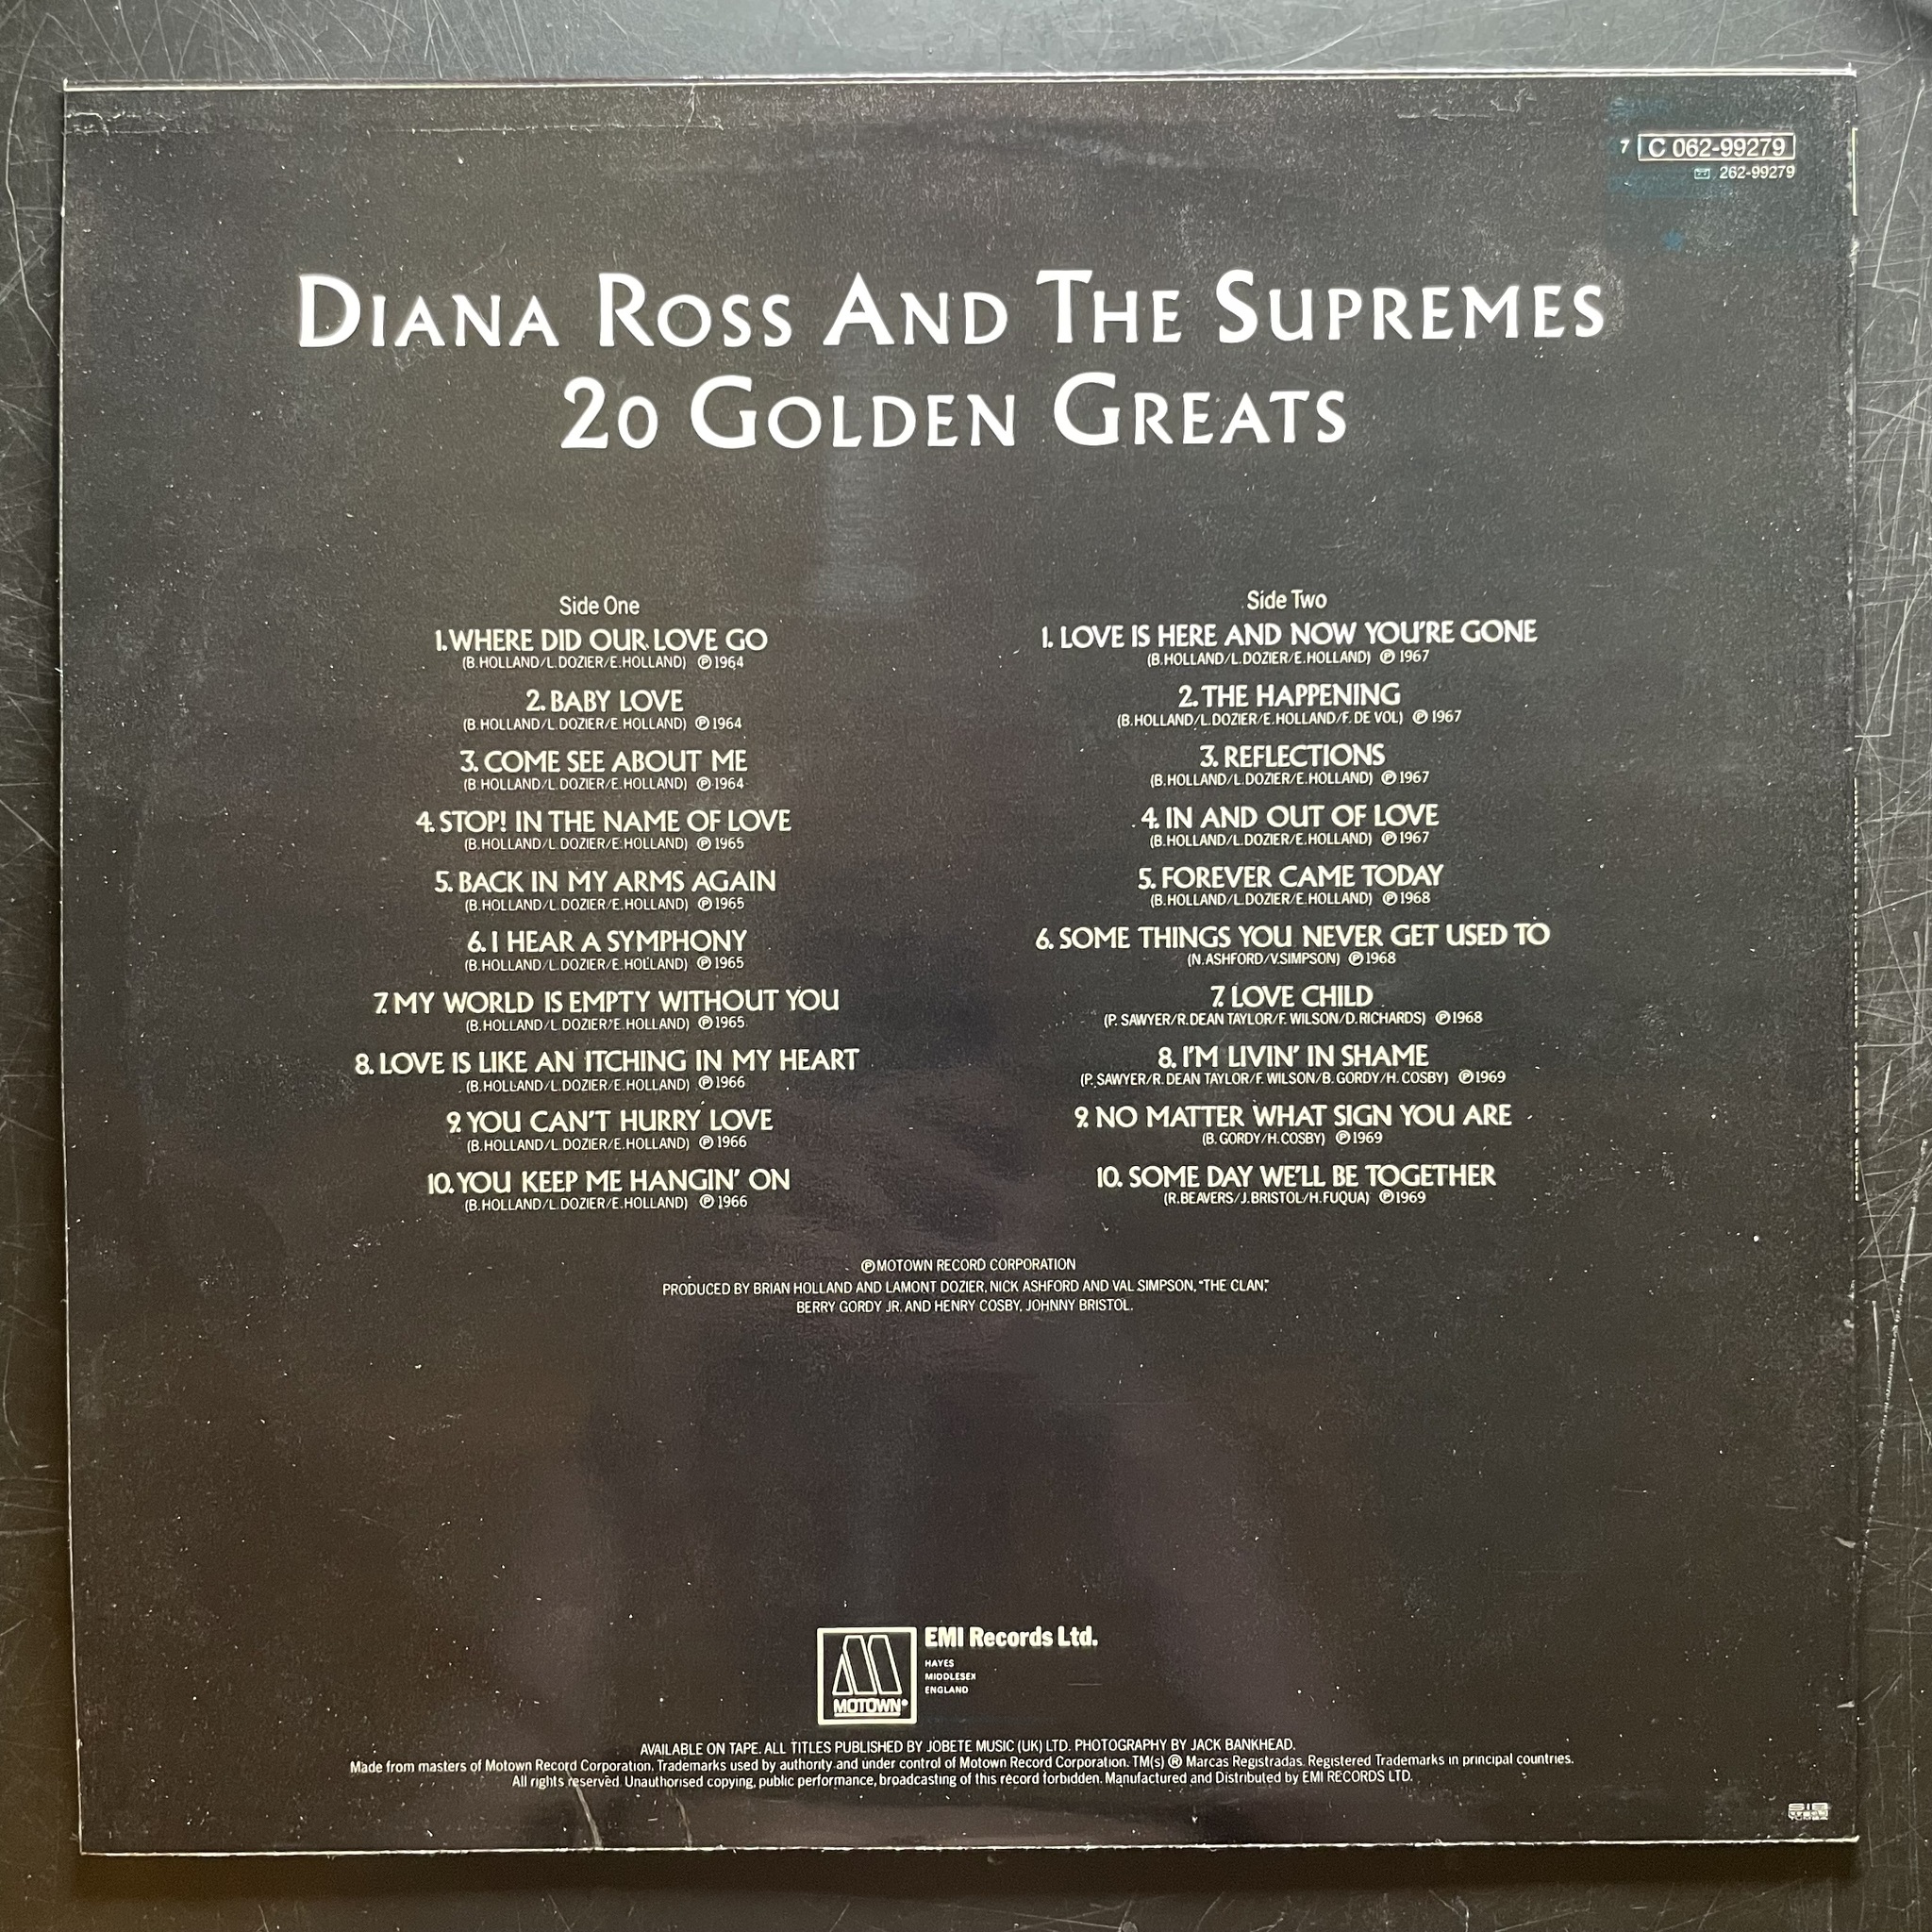 7 C 062-99279
262-99279
DIANA ROSS AND THE SUPREMES
20 GOLDEN GREATS
Side One
1. WHERE DID OUR LOVE GO
(B. HOLLAND/L. DOZIER/E. HOLLAND) ℗ 1964
2. BABY LOVE
(B. HOLLAND/L. DOZIER/E. HOLLAND) ℗ 1964
3. COME SEE ABOUT ME
(B. HOLLAND/L. DOZIER/E. HOLLAND) ℗ 1964
4. STOP! IN THE NAME OF LOVE
(B. HOLLAND/L. DOZIER/E. HOLLAND) ℗ 1965
5. BACK IN MY ARMS AGAIN
(B. HOLLAND/L. DOZIER/E. HOLLAND) ℗ 1965
6. I HEAR A SYMPHONY
(B. HOLLAND/L. DOZIER/E. HOLLAND) ℗ 1965
7. MY WORLD IS EMPTY WITHOUT YOU
(B. HOLLAND/L. DOZIER/E. HOLLAND) ℗ 1965
8. LOVE IS LIKE AN ITCHING IN MY HEART
(B. HOLLAND/L. DOZIER/E. HOLLAND) ℗ 1966
9. YOU CAN'T HURRY LOVE
(B. HOLLAND/L. DOZIER/E. HOLLAND) ℗ 1966
10. YOU KEEP ME HANGIN' ON
(B. HOLLAND/L. DOZIER/E. HOLLAND) ℗ 1966
Side Two
1. LOVE IS HERE AND NOW YOU'RE GONE
(B. HOLLAND/L. DOZIER/E. HOLLAND) ℗ 1967
2. THE HAPPENING
(B. HOLLAND/L. DOZIER/E. HOLLAND/F. DE VOL) ℗ 1967
3. REFLECTIONS
(B. HOLLAND/L. DOZIER/E. HOLLAND) ℗ 1967
4. IN AND OUT OF LOVE
(B. HOLLAND/L. DOZIER/E. HOLLAND) ℗ 1967
5. FOREVER CAME TODAY
(B. HOLLAND/L. DOZIER/E. HOLLAND) ℗ 1968
6. SOME THINGS YOU NEVER GET USED TO
(N. ASHFORD/V. SIMPSON) ℗ 1968
7. LOVE CHILD
(P. SAWYER/R. DEAN TAYLOR/F. WILSON/D. RICHARDS) ℗ 1968
8. I'M LIVIN' IN SHAME
(P. SAWYER/R. DEAN TAYLOR/F. WILSON/B. GORDY/H. COSBY) ℗ 1969
9. NO MATTER WHAT SIGN YOU ARE
(B. GORDY/H. COSBY) ℗ 1969
10. SOME DAY WE'LL BE TOGETHER
(R. BEAVERS/J. BRISTOL/H. FUQUA) ℗ 1969
℗ MOTOWN RECORD CORPORATION
PRODUCED BY BRIAN HOLLAND AND LAMONT DOZIER, NICK ASHFORD AND VAL SIMPSON, "THE CLAN,"
BERRY GORDY JR. AND HENRY COSBY, JOHNNY BRISTOL.
MOTOWN
EMI Records Ltd.
HAYES
MIDDLESEX
ENGLAND
AVAILABLE ON TAPE. ALL TITLES PUBLISHED BY JOBETE MUSIC (UK) LTD. PHOTOGRAPHY BY JACK BANKHEAD.
Made from masters of Motown Record Corporation. Trademarks used by authority and under control of Motown Record Corporation. TM(s) ® Marcas Registradas. Registered Trademarks in principal countries.
All rights reserved. Unauthorised copying, public performance, broadcasting of this record forbidden. Manufactured and Distributed by EMI RECORDS LTD.